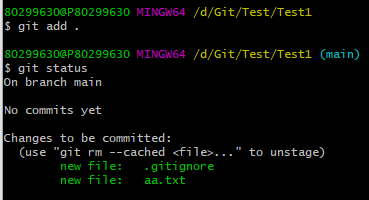 80299630@P80299630 MINGW64 /d/Git/Test/Test1
$ git add .
80299630@P80299630 MINGW64 /d/Git/Test/Test1 (main)
$ git status
On branch main
No commits yet
Changes to be committed:
(use "git rm --cached <file>..." to unstage)
new file: .gitignore
new file: aa.txt